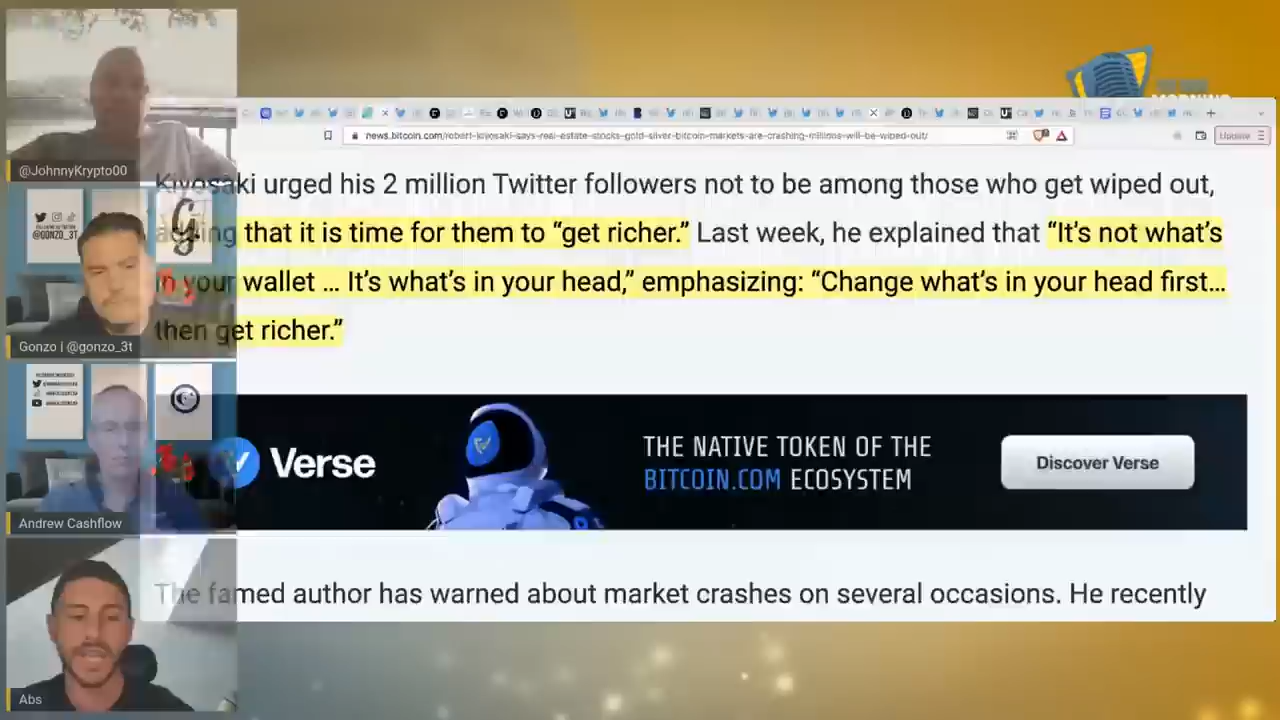 MORNING
news.bitcoin.com/robert-kiyosaki-says-real-estate-stocks-gold-silver-bitcoin-markets-are-crashing-millions-will-be-wiped-out/
Update
@JohnnyKrypto00
Kiyosaki urged his 2 million Twitter followers not to be among those who get wiped out,
adding that it is time for them to “get richer.” Last week, he explained that “It’s not what’s
in your wallet … It’s what’s in your head,” emphasizing: “Change what’s in your head first…
then get richer.”
@GONZO_3T
Gonzo | @gonzo_3t
Verse
THE NATIVE TOKEN OF THE
BITCOIN.COM ECOSYSTEM
Discover Verse
Andrew Cashflow
The famed author has warned about market crashes on several occasions. He recently
Abs